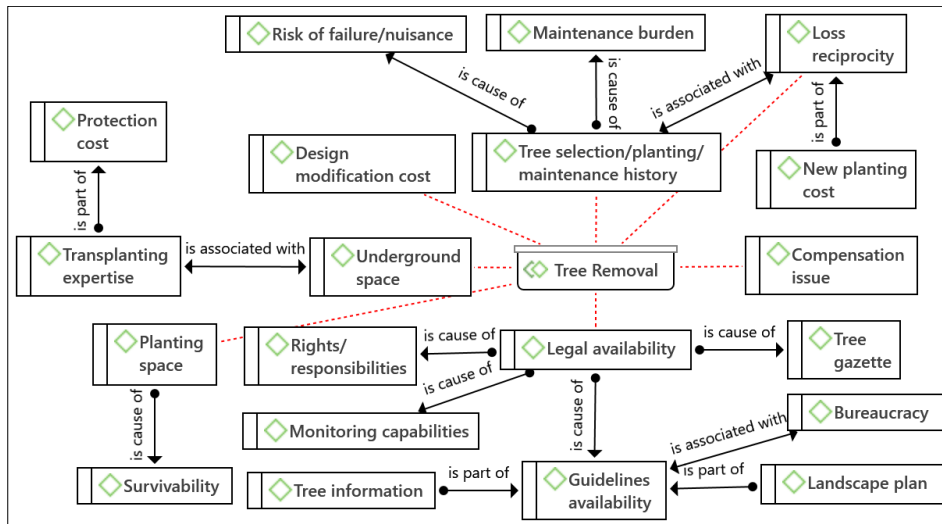 Risk of failure/nuisance
Maintenance burden
Loss
reciprocity
is cause of
is cause of
is associated with
is part of
Protection
cost
Design
modification cost
Tree selection/planting/
maintenance history
New planting
cost
is part of
Transplanting
expertise
is associated with
Underground
space
Tree Removal
Compensation
issue
Planting
space
Rights/
responsibilities
is cause of
Legal availability
is cause of
Tree
gazette
is cause of
is cause of
Monitoring capabilities
is cause of
is associated with
Bureaucracy
Survivability
Tree information
is part of
Guidelines
availability
is part of
Landscape plan